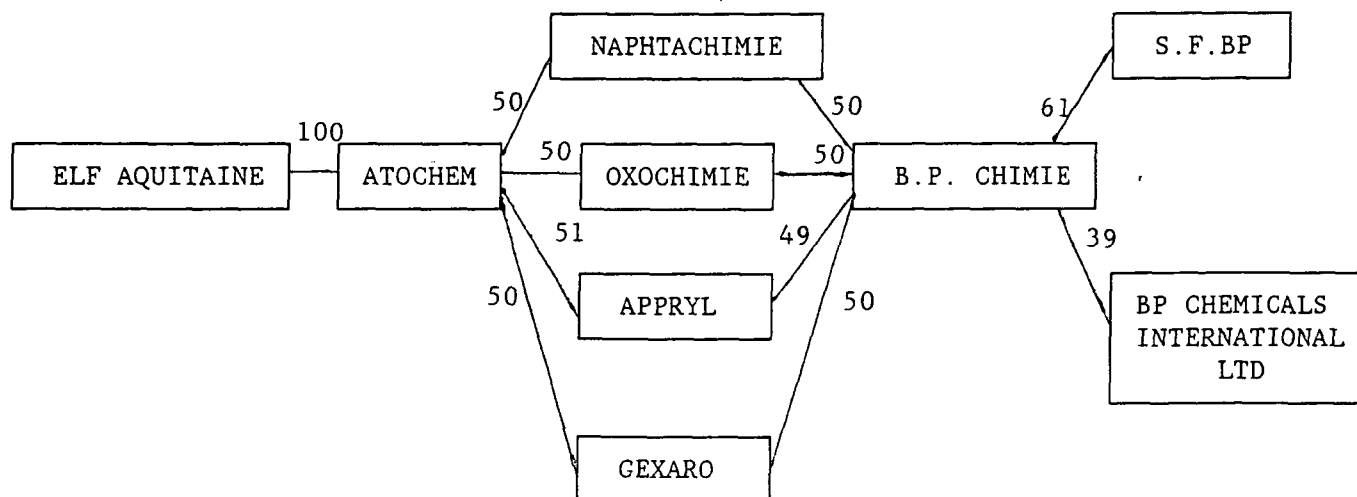 NAPHTACHIMIE
S.F.BP
50
50
61
100
50
50
ELF AQUITAINE
ATOCHEM
OXOCHIMIE
B.P. CHIMIE
51
49
39
50
APPRYL
50
BP CHEMICALS
INTERNATIONAL
LTD
GEXARO